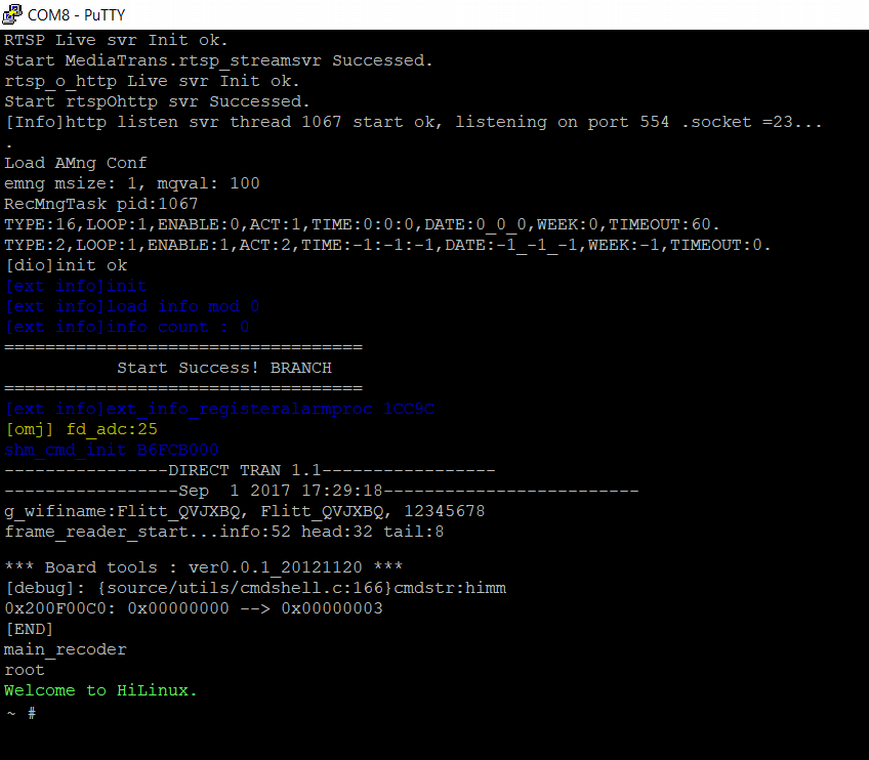 COM8 - PuTTY
RTSP Live svr Init ok.
Start MediaTrans.rtsp_streamsvr Successed.
rtsp_o_http Live svr Init ok.
Start rtspOhttp svr Successed.
[Info]http listen svr thread 1067 start ok, listening on port 554 .socket =23...
.
Load AMng Conf
emng msize: 1, mqval: 100
RecMngTask pid:1067
TYPE:16,LOOP:1,ENABLE:0,ACT:1,TIME:0:0:0,DATE:0_0_0,WEEK:0,TIMEOUT:60.
TYPE:2,LOOP:1,ENABLE:1,ACT:2,TIME:-1:-1:-1,DATE:-1_-1_-1,WEEK:-1,TIMEOUT:0.
[dio]init ok
[ext info]init
[ext info]load info mod 0
[ext info]info count : 0
===================================
Start Success! BRANCH
===================================
[ext info]ext_info_registeralarmproc 1CC9C
[omj] fd_adc:25
shm_cmd_init B6FCB000
----------------DIRECT TRAN 1.1-----------------
-----------------Sep  1 2017 17:29:18-------------------------
g_wifiname:Flitt_QVJXBQ, Flitt_QVJXBQ, 12345678
frame_reader_start...info:52 head:32 tail:8
*** Board tools : ver0.0.1_20121120 ***
[debug]: {source/utils/cmdshell.c:166}cmdstr:himm
0x200F00C0: 0x00000000 --> 0x00000003
[END]
main_recoder
root
Welcome to HiLinux.
~ #